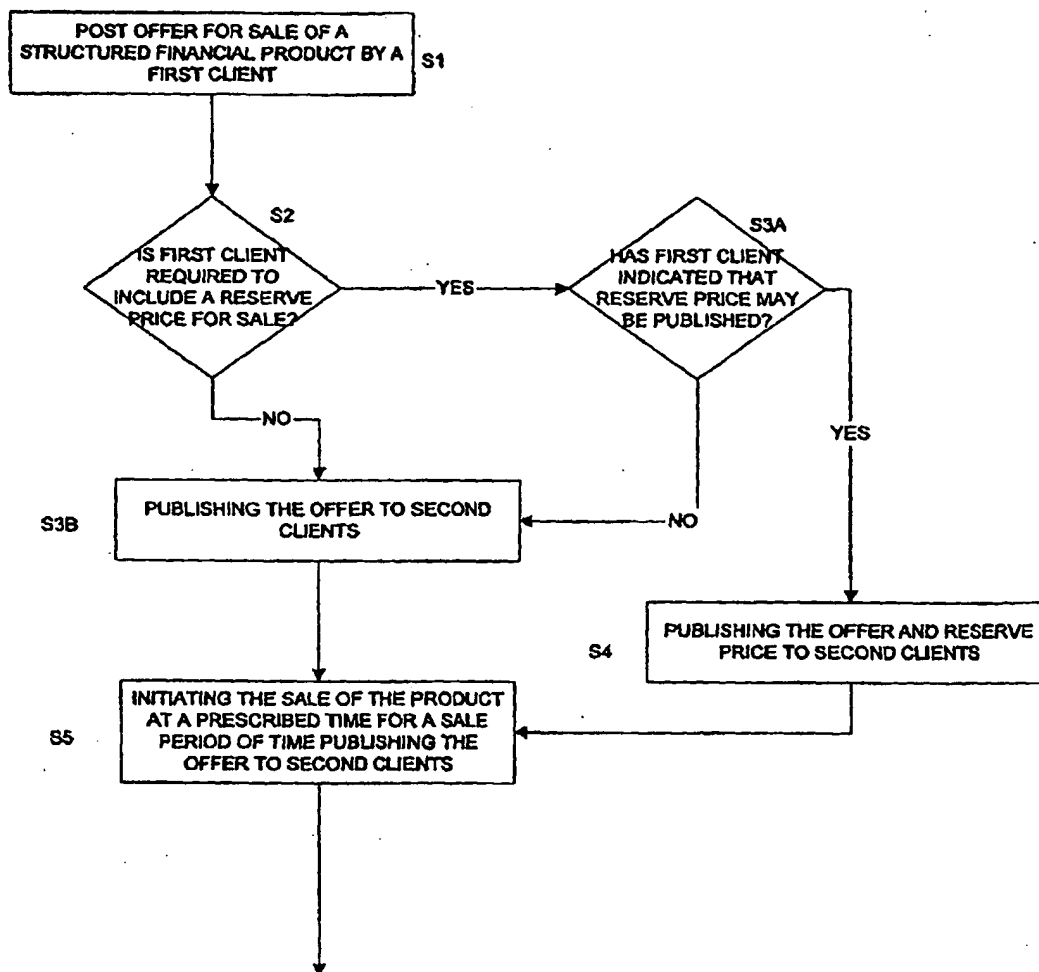 POST OFFER FOR SALE OF A
STRUCTURED FINANCIAL PRODUCT BY A
FIRST CLIENT
S1
S2
IS FIRST CLIENT
REQUIRED TO
INCLUDE A RESERVE
PRICE FOR SALE?
YES
S3A
HAS FIRST CLIENT
INDICATED THAT
RESERVE PRICE MAY
BE PUBLISHED?
NO
YES
S3B
PUBLISHING THE OFFER TO SECOND
CLIENTS
NO
S4
PUBLISHING THE OFFER AND RESERVE
PRICE TO SECOND CLIENTS
S5
INITIATING THE SALE OF THE PRODUCT
AT A PRESCRIBED TIME FOR A SALE
PERIOD OF TIME PUBLISHING THE
OFFER TO SECOND CLIENTS